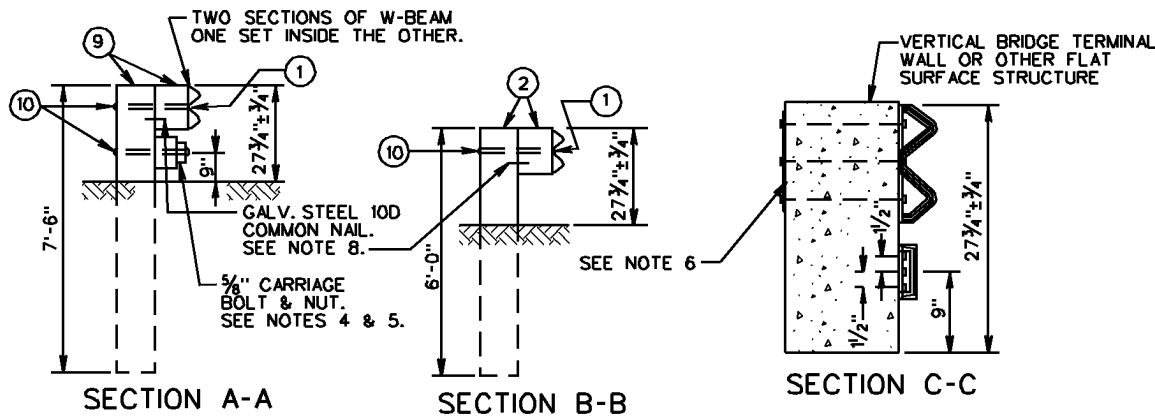 TWO SECTIONS OF W-BEAM
ONE SET INSIDE THE OTHER.
9
1
10
7'-6"
9"
27¾"±¾"
GALV. STEEL 10D
COMMON NAIL.
SEE NOTE 8.
⅝" CARRIAGE
BOLT & NUT.
SEE NOTES 4 & 5.
SECTION A-A
2
1
10
6'-0"
27¾"±¾"
SECTION B-B
VERTICAL BRIDGE TERMINAL
WALL OR OTHER FLAT
SURFACE STRUCTURE
SEE NOTE 6
1½"
1½"
9"
27¾"±¾"
SECTION C-C